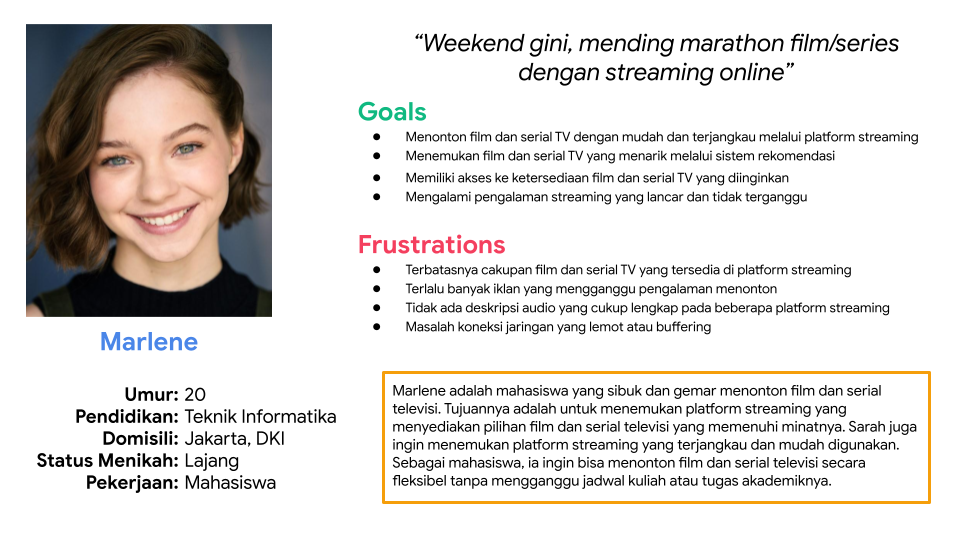 “Weekend gini, mending marathon film/series
dengan streaming online”
Goals
● Menonton film dan serial TV dengan mudah dan terjangkau melalui platform streaming
● Menemukan film dan serial TV yang menarik melalui sistem rekomendasi
● Memiliki akses ke ketersediaan film dan serial TV yang diinginkan
● Mengalami pengalaman streaming yang lancar dan tidak terganggu
Frustrations
● Terbatasnya cakupan film dan serial TV yang tersedia di platform streaming
● Terlalu banyak iklan yang mengganggu pengalaman menonton
● Tidak ada deskripsi audio yang cukup lengkap pada beberapa platform streaming
● Masalah koneksi jaringan yang lemot atau buffering
Marlene
Umur: 20
Pendidikan: Teknik Informatika
Domisili: Jakarta, DKI
Status Menikah: Lajang
Pekerjaan: Mahasiswa
Marlene adalah mahasiswa yang sibuk dan gemar menonton film dan serial
televisi. Tujuannya adalah untuk menemukan platform streaming yang
menyediakan pilihan film dan serial televisi yang memenuhi minatnya. Sarah juga
ingin menemukan platform streaming yang terjangkau dan mudah digunakan.
Sebagai mahasiswa, ia ingin bisa menonton film dan serial televisi secara
fleksibel tanpa mengganggu jadwal kuliah atau tugas akademiknya.